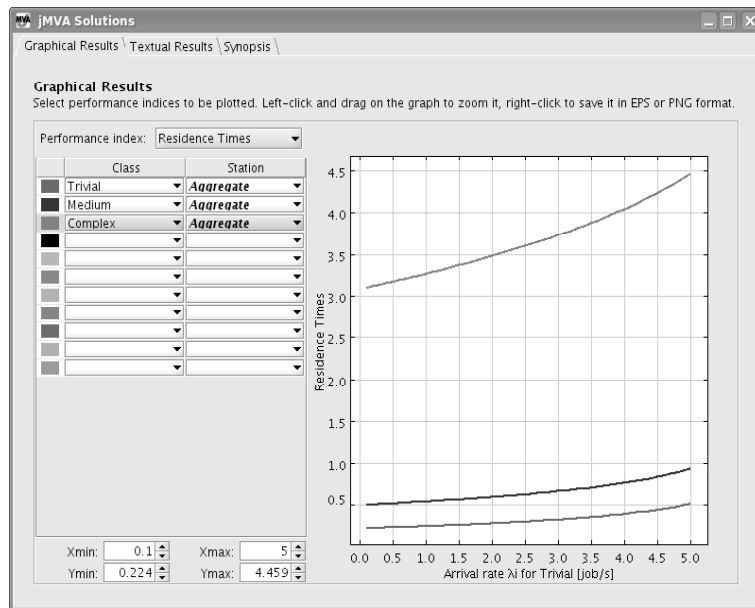 jMVA Solutions
Graphical Results Textual Results Synopsis
Graphical Results
Select performance indices to be plotted. Left-click and drag on the graph to zoom it, right-click to save it in EPS or PNG format.
Performance index: Residence Times
Class Station
Trivial Aggregate
Medium Aggregate
Complex Aggregate
Xmin: 0.1 Xmax: 5
Ymin: 0.224 Ymax: 4.459
Residence Times
4.5
4.0
3.5
3.0
2.5
2.0
1.5
1.0
0.5
0.0 0.5 1.0 1.5 2.0 2.5 3.0 3.5 4.0 4.5 5.0
Arrival rate λi for Trivial [job/s]